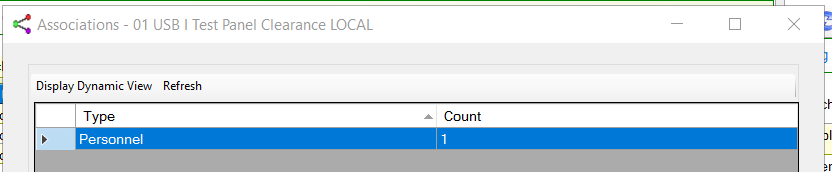 Associations - 01 USB I Test Panel Clearance LOCAL
Display Dynamic View Refresh
Type Count
Personnel 1